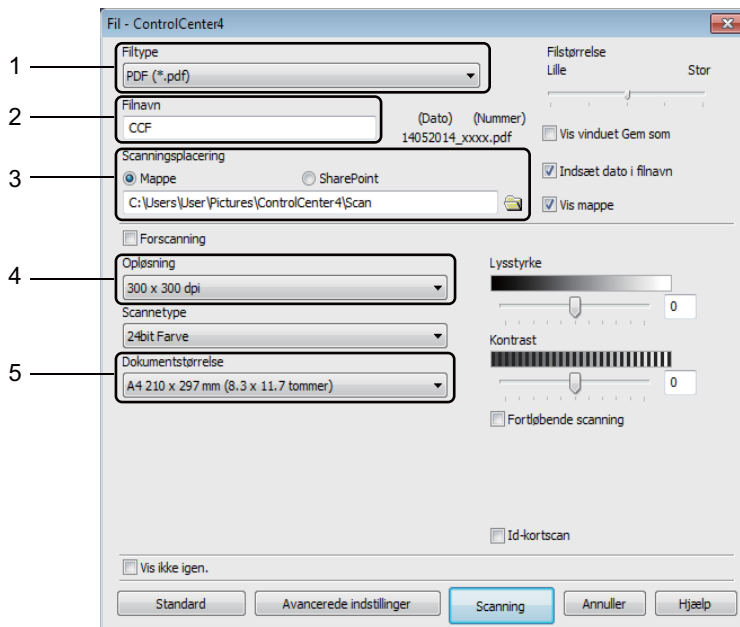 Fil - ControlCenter4
1
Filtype
PDF (*.pdf)
Filstørrelse
Lille Stor
2
Filnavn
CCF
(Dato) (Nummer)
14052014_xxxx.pdf
Vis vinduet Gem som
3
Scanningsplacering
Mappe SharePoint
C:\Users\User\Pictures\ControlCenter4\Scan
Indsæt dato i filnavn
Vis mappe
Forscanning
4
Opløsning
300 x 300 dpi
Scannetype
24bit Farve
5
Dokumentstørrelse
A4 210 x 297 mm (8.3 x 11.7 tommer)
Lysstyrke
0
Kontrast
0
Fortløbende scanning
Id-kortscan
Vis ikke igen.
Standard Avancerede indstillinger Scanning Annuller Hjælp